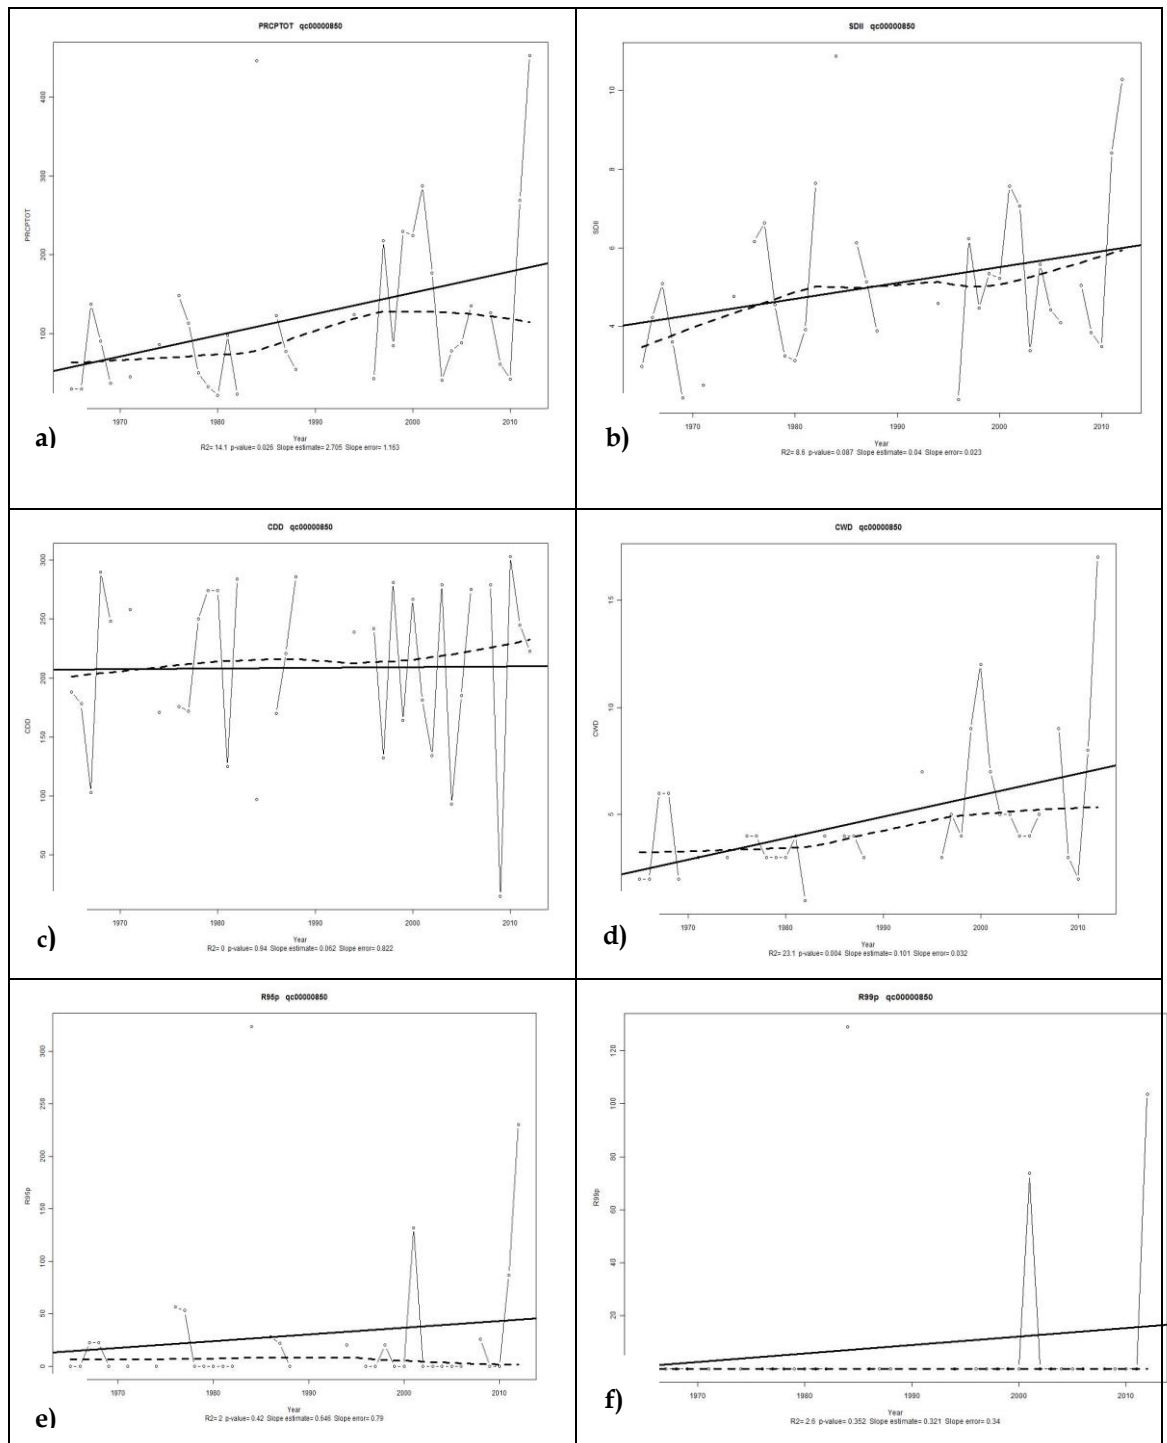 PRCPTOT qc00000850
400
300
200
100
PRCPTOT
1970 1980 1990 2000 2010
Year
R2= 14.1 p-value= 0.026 Slope estimate= 2.705 Slope error= 1.163
a)
SDII qc00000850
10
8
6
4
SDII
1970 1980 1990 2000 2010
Year
R2= 8.6 p-value= 0.087 Slope estimate= 0.04 Slope error= 0.023
b)
CDD qc00000850
300
250
200
150
100
50
CDD
1970 1980 1990 2000 2010
Year
R2= 0 p-value= 0.94 Slope estimate= 0.062 Slope error= 0.822
c)
CWD qc00000850
15
10
5
CWD
1970 1980 1990 2000 2010
Year
R2= 23.1 p-value= 0.004 Slope estimate= 0.101 Slope error= 0.032
d)
R95p qc00000850
300
250
200
150
100
50
0
R95p
1970 1980 1990 2000 2010
Year
R2= 2 p-value= 0.42 Slope estimate= 0.646 Slope error= 0.79
e)
R99p qc00000850
120
100
80
60
40
20
R99p
1970 1980 1990 2000 2010
Year
R2= 2.6 p-value= 0.352 Slope estimate= 0.321 Slope error= 0.34
f)